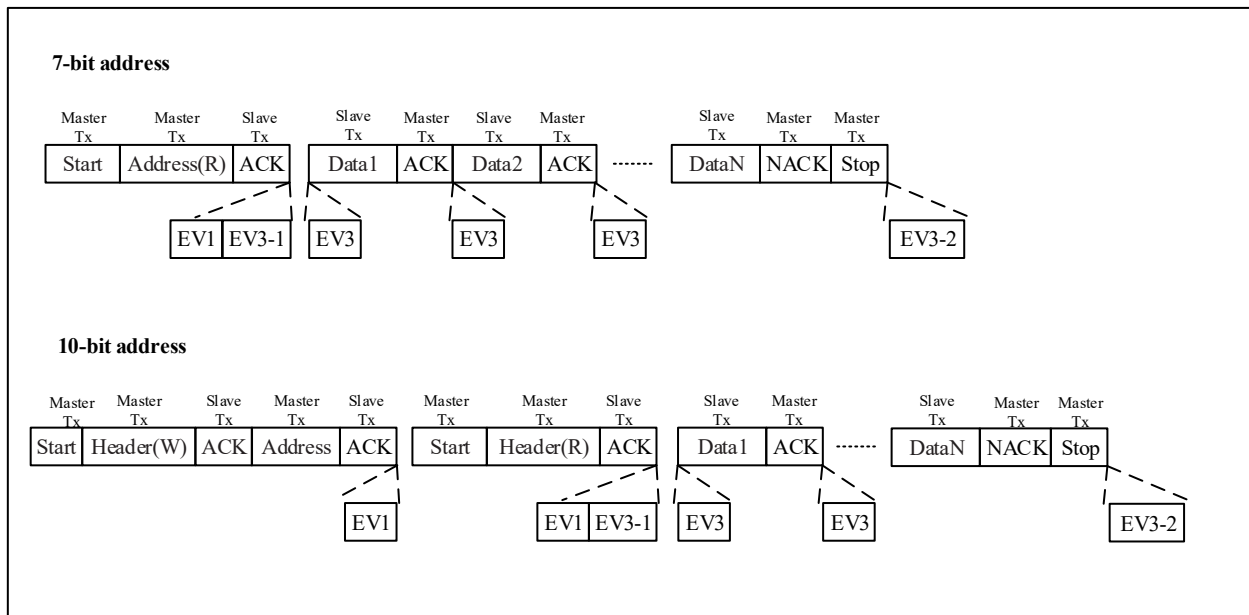 7-bit address
Master Master Slave Slave Master Slave Master Slave Master Master
Tx Tx Tx Tx Tx Tx Tx Tx Tx Tx
Start Address(R) ACK Data1 ACK Data2 ACK ........ DataN NACK Stop
EV1 EV3-1 EV3 EV3 EV3 EV3-2
10-bit address
Master Master Slave Master Slave Master Master Slave Slave Master Slave Master Master
Tx Tx Tx Tx Tx Tx Tx Tx Tx Tx Tx Tx Tx
Start Header(W) ACK Address ACK Start Header(R) ACK Data1 ACK ........ DataN NACK Stop
EV1 EV1 EV3-1 EV3 EV3 EV3-2